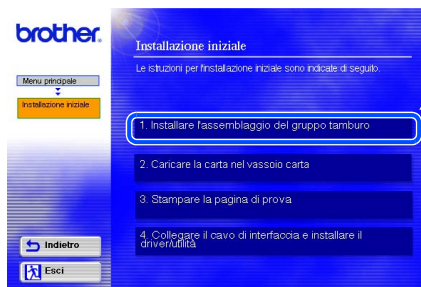 brother.
Menu principale
Installazione iniziale
Installazione iniziale
Le istruzioni per l'installazione iniziale sono indicate di seguito.
1. Installare l'assemblaggio del gruppo tamburo
2. Caricare la carta nel vassoio carta
3. Stampare la pagina di prova
4. Collegare il cavo di interfaccia e installare il
driver/utilità
Indietro
Esci